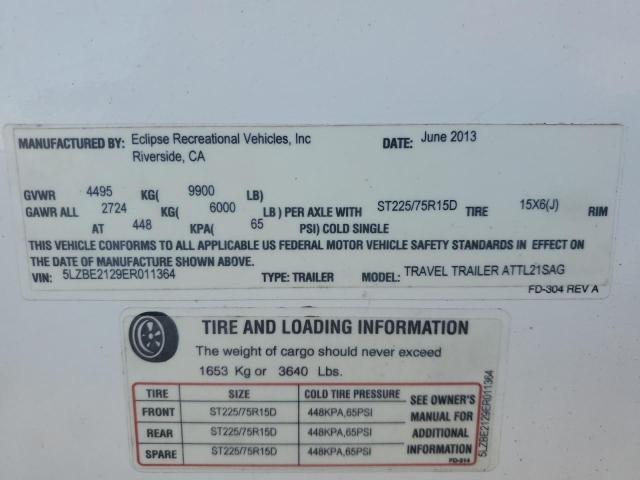 MANUFACTURED BY: Eclipse Recreational Vehicles, Inc DATE: June 2013
Riverside, CA
GVWR 4495 KG( 9900 LB)
GAWR ALL 2724 KG( 6000 LB) PER AXLE WITH ST225/75R15D TIRE 15X6(J) RIM
AT 448 KPA( 65 PSI) COLD SINGLE
THIS VEHICLE CONFORMS TO ALL APPLICABLE US FEDERAL MOTOR VEHICLE SAFETY STANDARDS IN EFFECT ON
THE DATE OF MANUFACTURE SHOWN ABOVE.
VIN: 5LZBE2129ER011364 TYPE: TRAILER MODEL: TRAVEL TRAILER ATTL21SAG
FD-304 REV A
TIRE AND LOADING INFORMATION
The weight of cargo should never exceed
1653 Kg or 3640 Lbs.
TIRE SIZE COLD TIRE PRESSURE
FRONT ST225/75R15D 448KPA,65PSI
REAR ST225/75R15D 448KPA,65PSI
SPARE ST225/75R15D 448KPA,65PSI
SEE OWNER'S
MANUAL FOR
ADDITIONAL
INFORMATION
FD-314
5LZBE2129ER011364